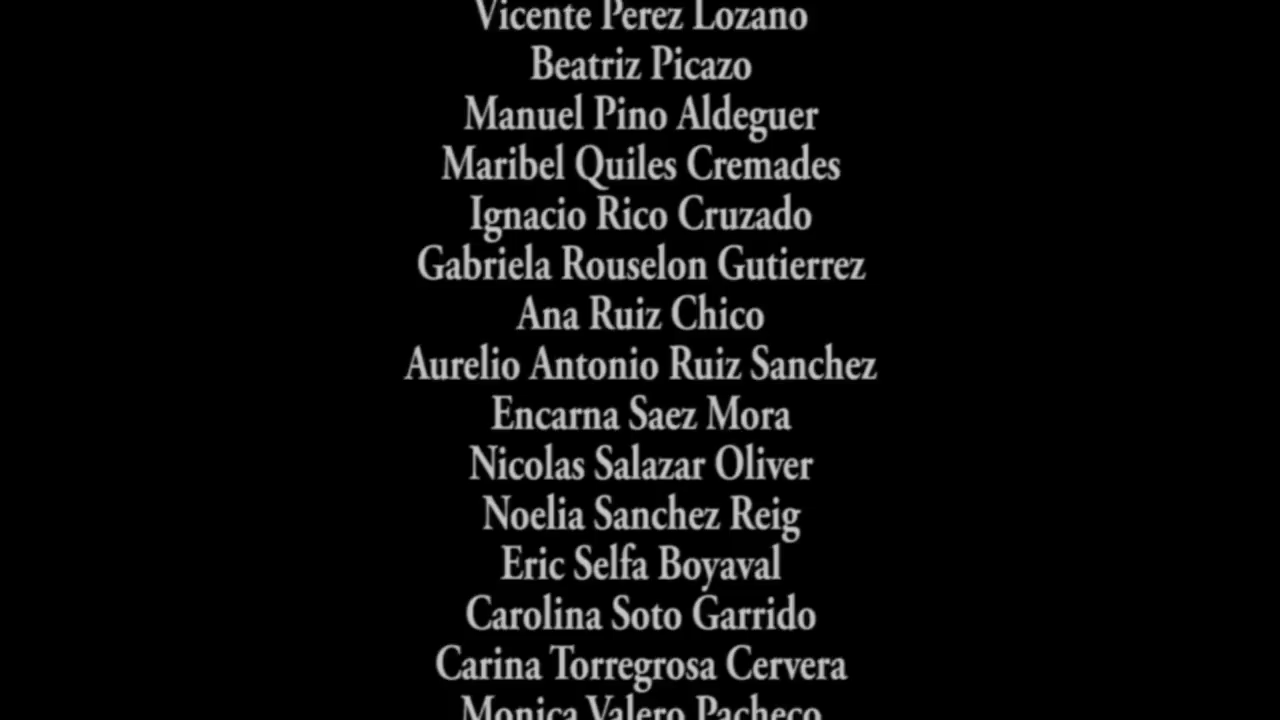 Vicente Perez Lozano
Beatriz Picazo
Manuel Pino Aldeguer
Maribel Quiles Cremades
Ignacio Rico Cruzado
Gabriela Rouselon Gutierrez
Ana Ruiz Chico
Aurelio Antonio Ruiz Sanchez
Encarna Saez Mora
Nicolas Salazar Oliver
Noelia Sanchez Reig
Eric Selfa Boyaval
Carolina Soto Garrido
Carina Torregrosa Cervera
Monica Valero Pacheco